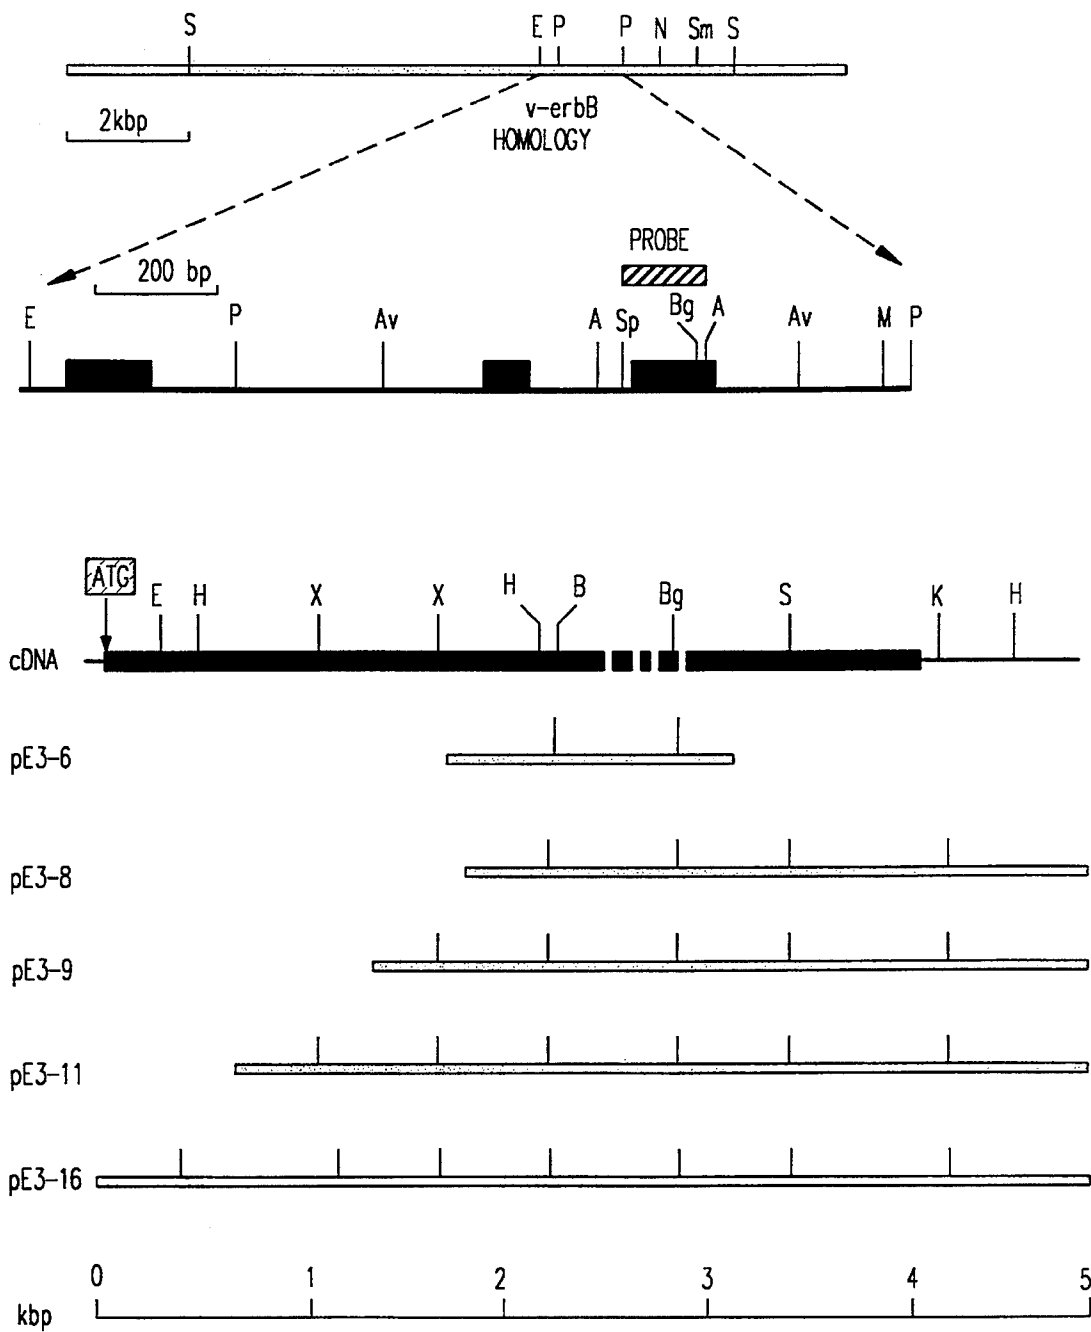 S E P P N Sm S
2kbp
v-erbB
HOMOLOGY
PROBE
200 bp
E P Av A Sp Bg A Av M P
ATG
E H X X H B Bg S K H
cDNA
pE3-6
pE3-8
pE3-9
pE3-11
pE3-16
0 1 2 3 4 5
kbp